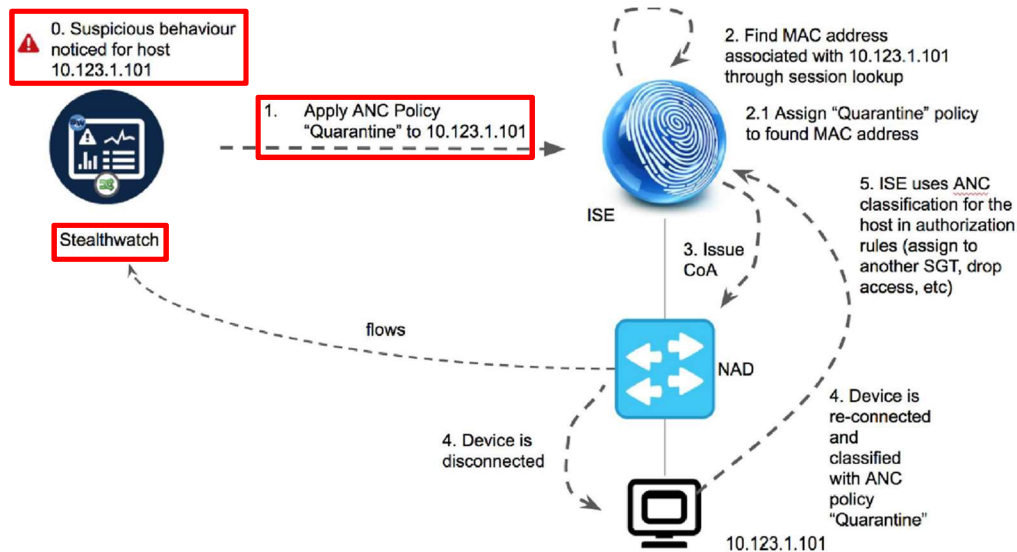 0. Suspicious behaviour
noticed for host
10.123.1.101
1. Apply ANC Policy
"Quarantine" to 10.123.1.101
2. Find MAC address
associated with 10.123.1.101
through session lookup
2.1 Assign "Quarantine" policy
to found MAC address
ISE
Stealthwatch
3. Issue
CoA
5. ISE uses ANC
classification for the
host in authorization
rules (assign to
another SGT, drop
access, etc)
flows
NAD
4. Device is
disconnected
4. Device is
re-connected
and
classified
with ANC
policy
"Quarantine"
10.123.1.101